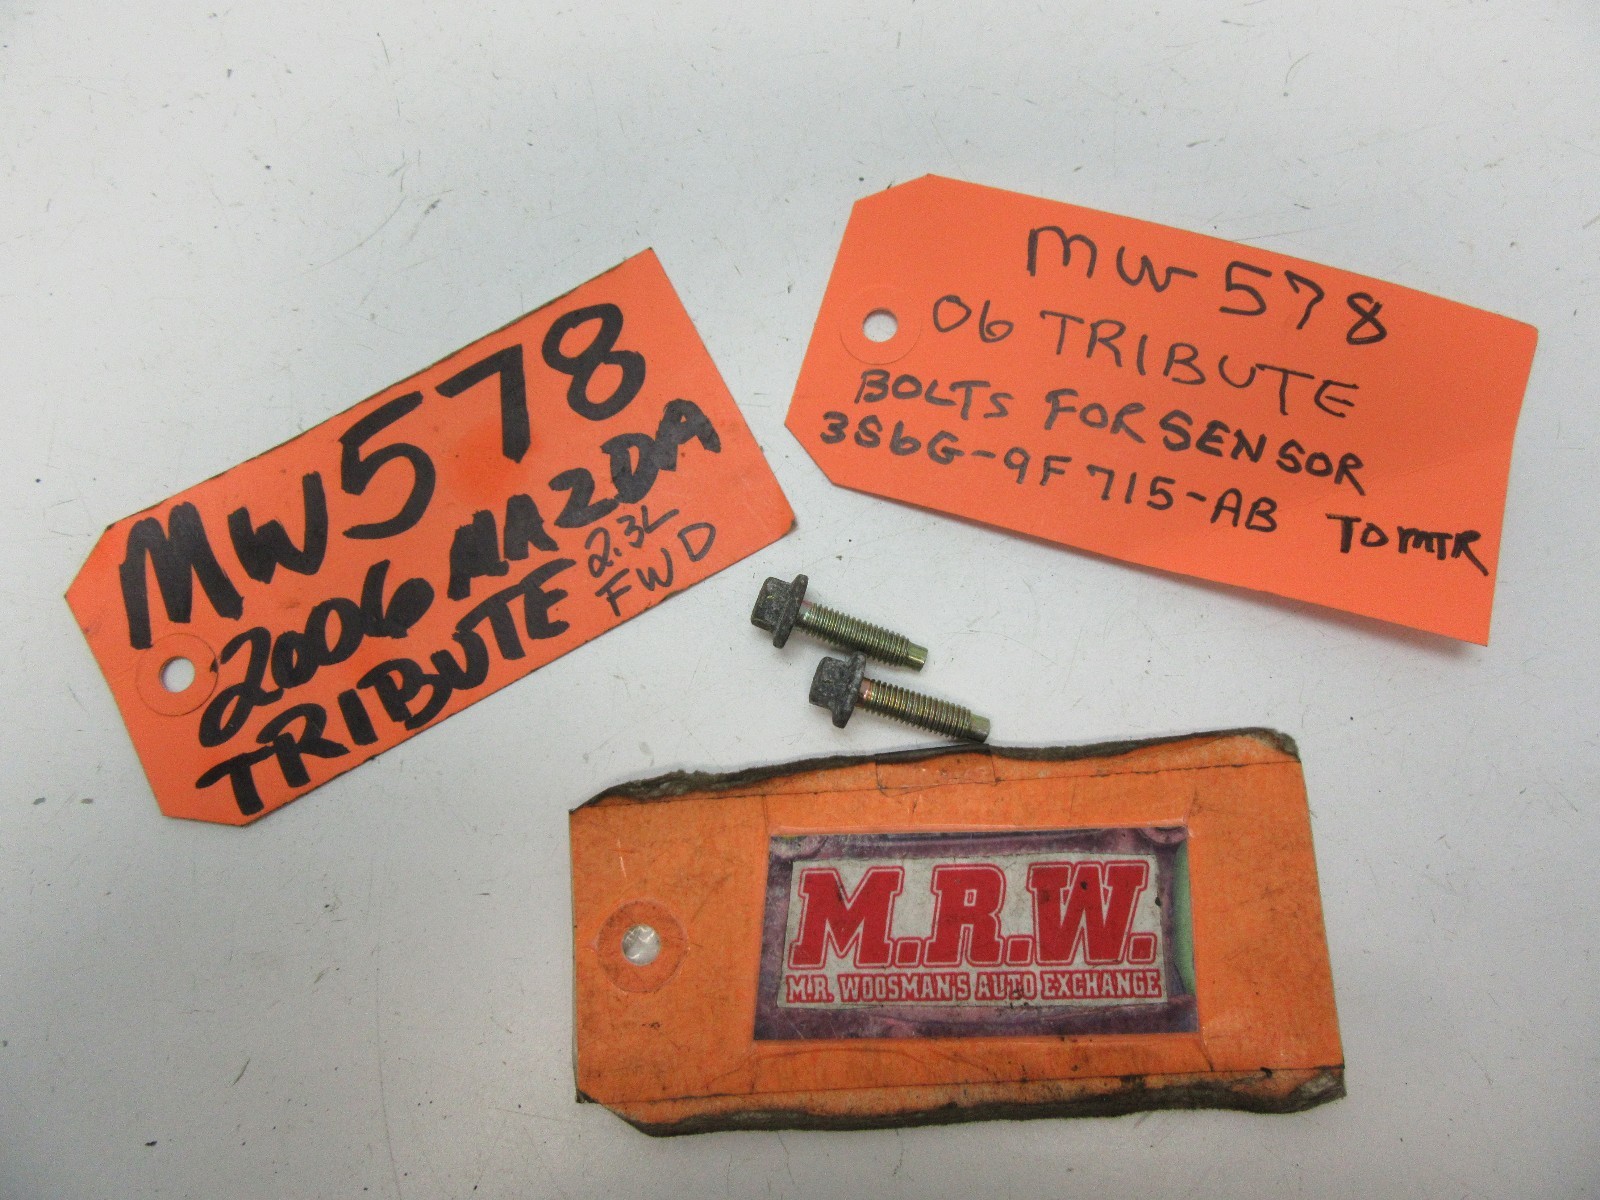 MW578
2006 MAZDA
TRIBUTE 2.3L
FWD
MW-578
06 TRIBUTE
BOLTS FOR SENSOR
3S6G-9F715-AB TO MTR
M.R.W.
M.R. WOOSMAN'S AUTO EXCHANGE